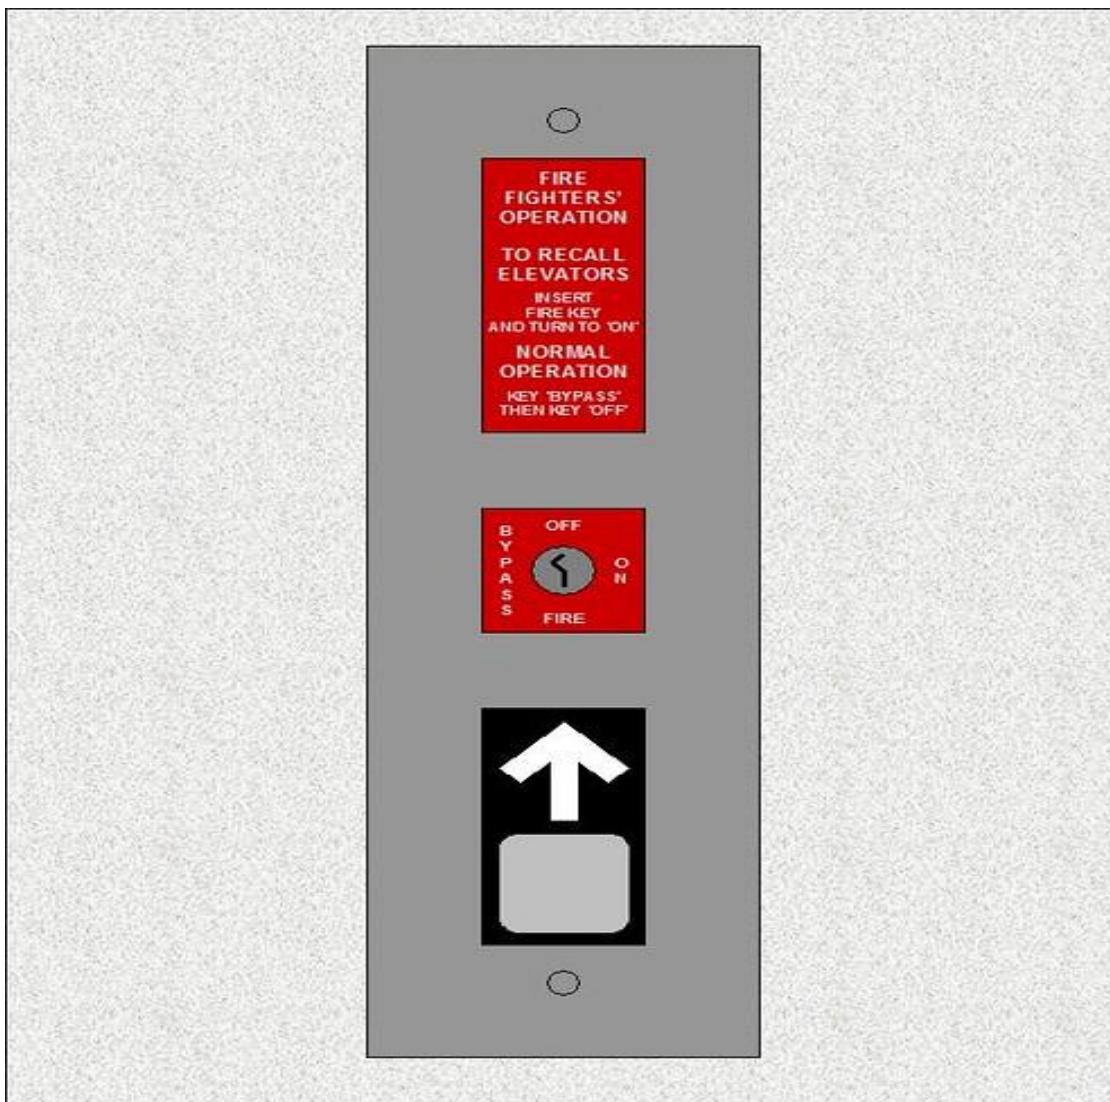 FIRE
FIGHTERS'
OPERATION
TO RECALL
ELEVATORS
INSERT
FIRE KEY
AND TURN TO 'ON'
NORMAL
OPERATION
KEY 'BYPASS'
THEN KEY 'OFF'
OFF
BYPASS
ON
FIRE